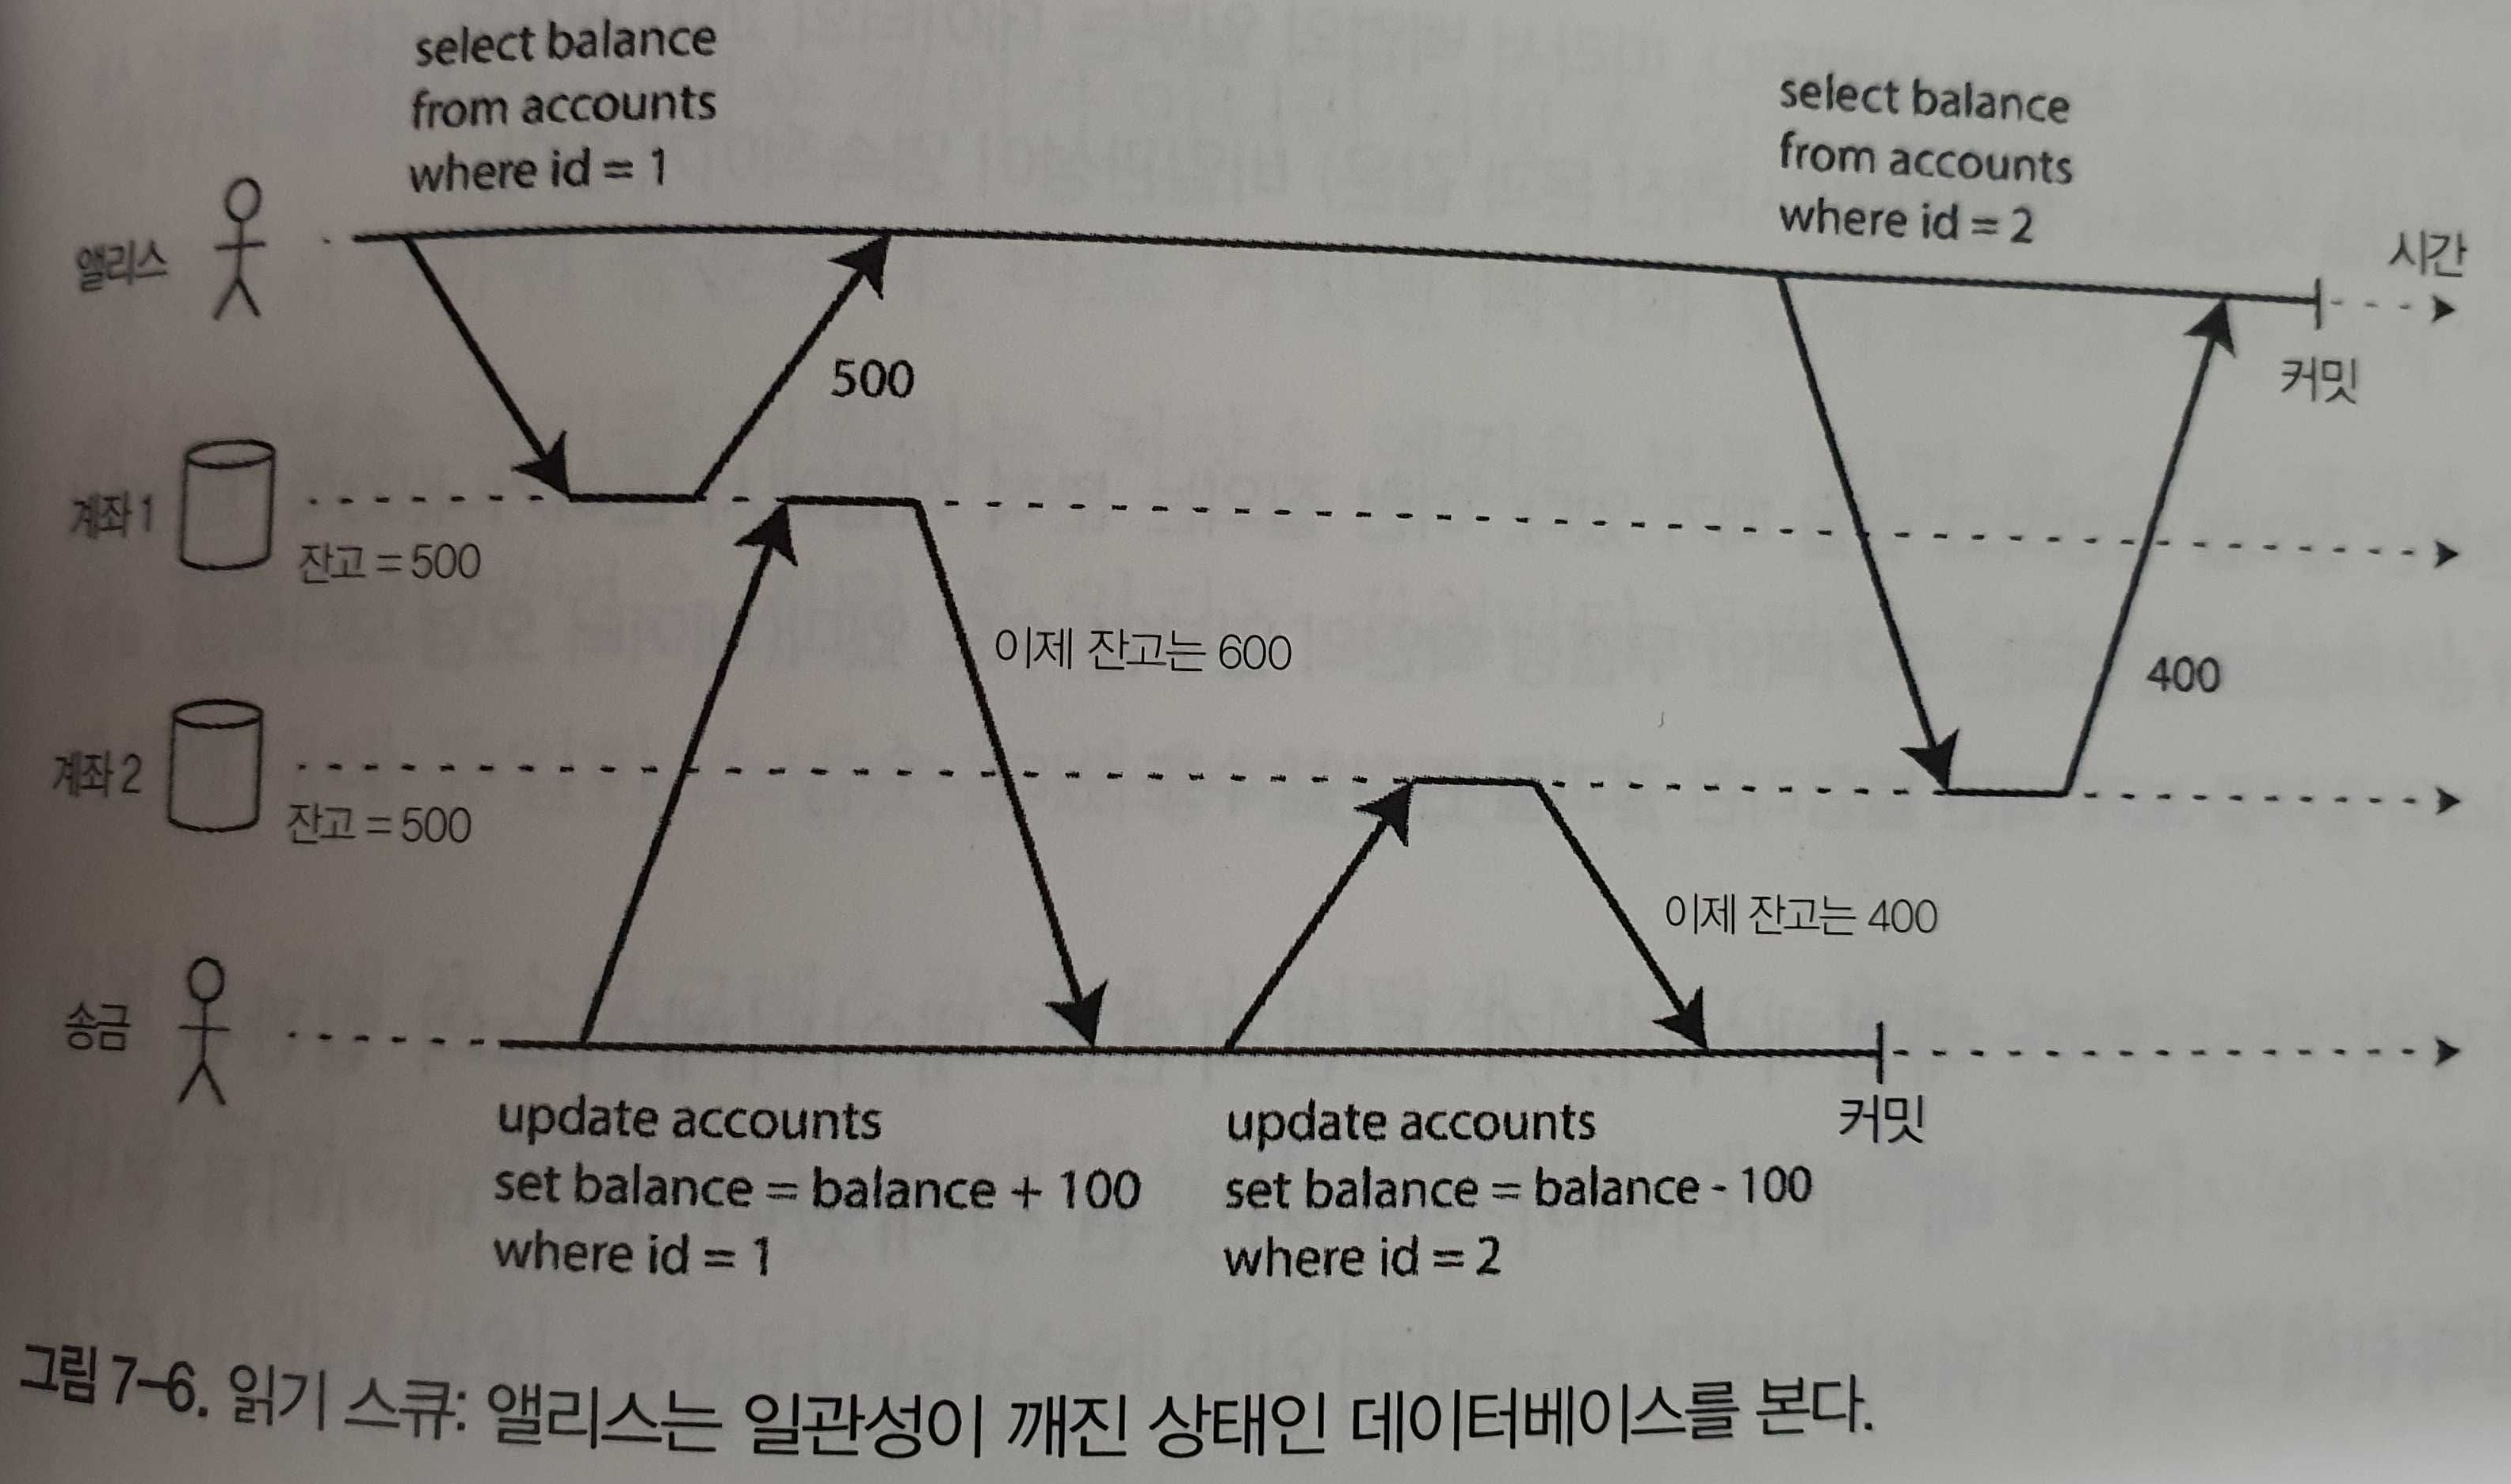 select balance
from accounts
where id = 1
select balance
from accounts
where id = 2
앨리스
시간
500
커밋
계좌 1
잔고 = 500
이제 잔고는 600
400
계좌 2
잔고 = 500
이제 잔고는 400
송금
커밋
update accounts
set balance = balance + 100
where id = 1
update accounts
set balance = balance - 100
where id = 2
그림 7-6. 읽기 스큐: 앨리스는 일관성이 깨진 상태인 데이터베이스를 본다.